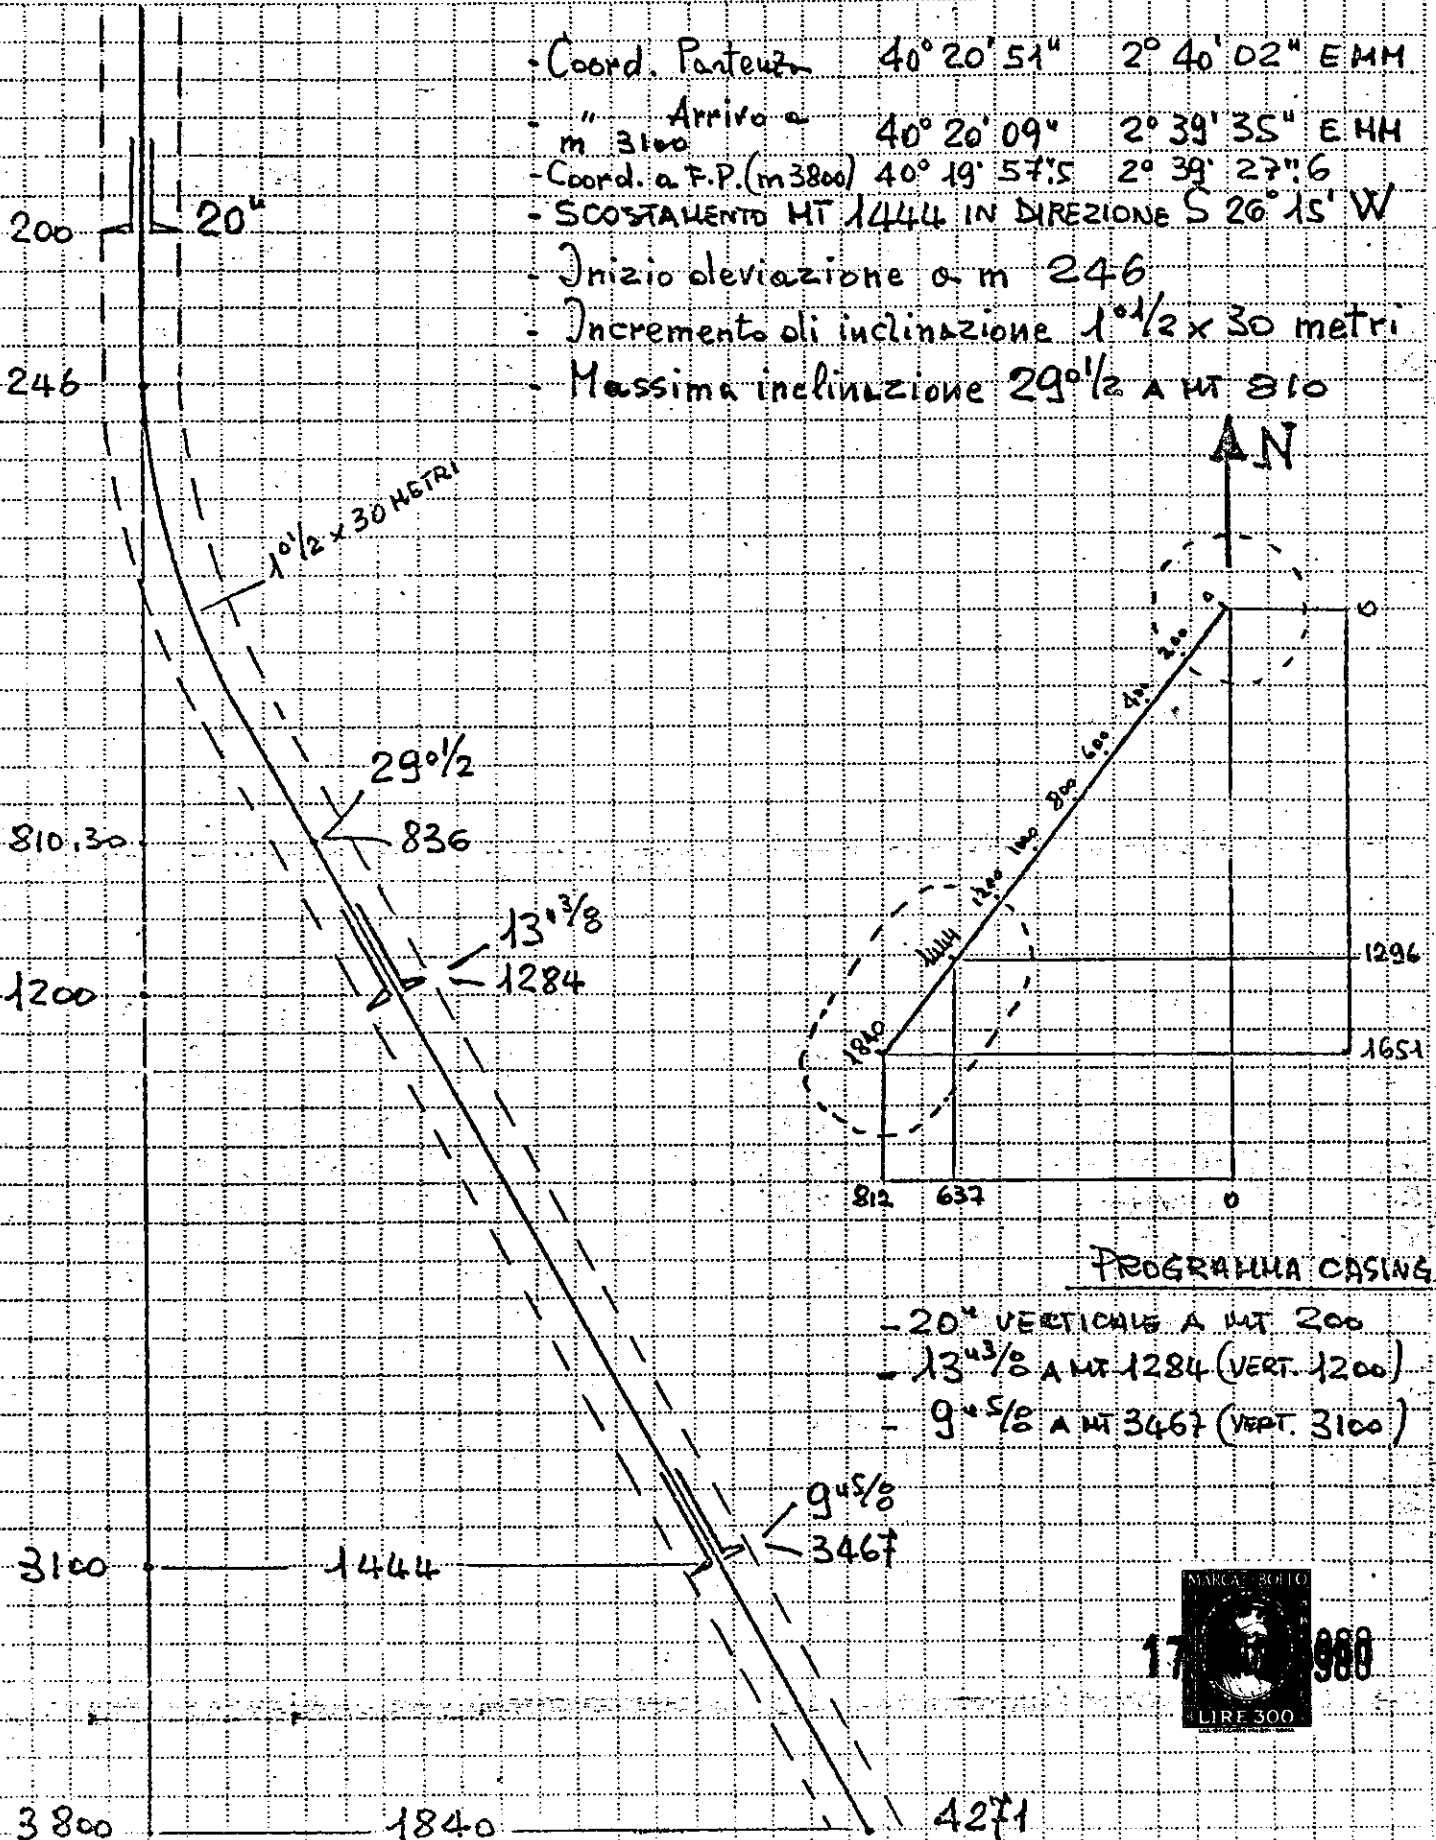 - Coord. Partenza 40° 20' 51" 2° 40' 02" E MM
- " Arrivo a m 3100 40° 20' 09" 2° 39' 35" E MM
- Coord. a F.P. (m 3800) 40° 19' 57",5 2° 39' 27",6
- SCOSTAMENTO MT 1444 IN DIREZIONE S 26° 15' W
- Inizio deviazione a m 246
- Incremento di inclinazione 1°1/2 x 30 metri
- Massima inclinazione 29°1/2 A MT 810
200
20"
246
1°1/2 x 30 METRI
29°1/2
810.30
836
13"3/8
1200
1284
9"5/8
3467
3100
1444
3800
1840
4271
N
0
0
200
400
600
800
1000
1200
1444
1840
1296
1651
812
637
0
PROGRAMMA CASING
- 20" VERTICALE A MT 200
- 13"3/8 A MT 1284 (VERT. 1200)
- 9"5/8 A MT 3467 (VERT. 3100)
MARCA DA BOLLO
17
980
LIRE 300